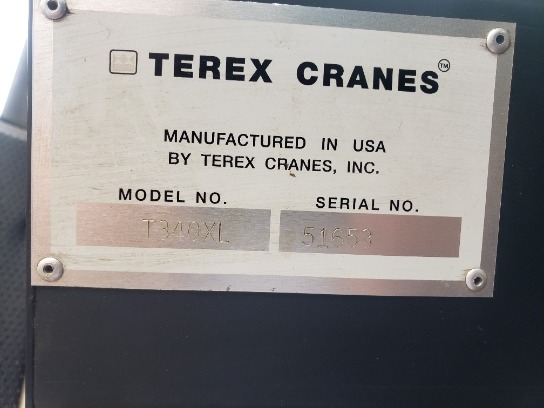 TEREX CRANES™
MANUFACTURED IN USA
BY TEREX CRANES, INC.
MODEL NO. SERIAL NO.
T340XL 51653